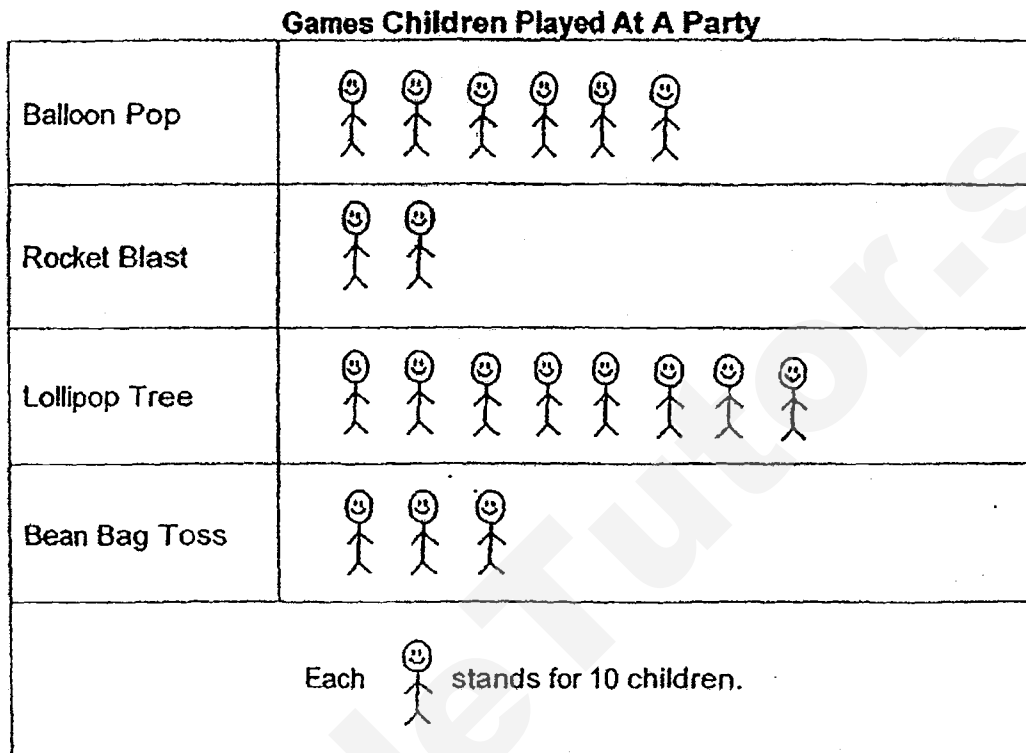 Games Children Played At A Party
Balloon Pop
Rocket Blast
Lollipop Tree
Bean Bag Toss
Each stands for 10 children.